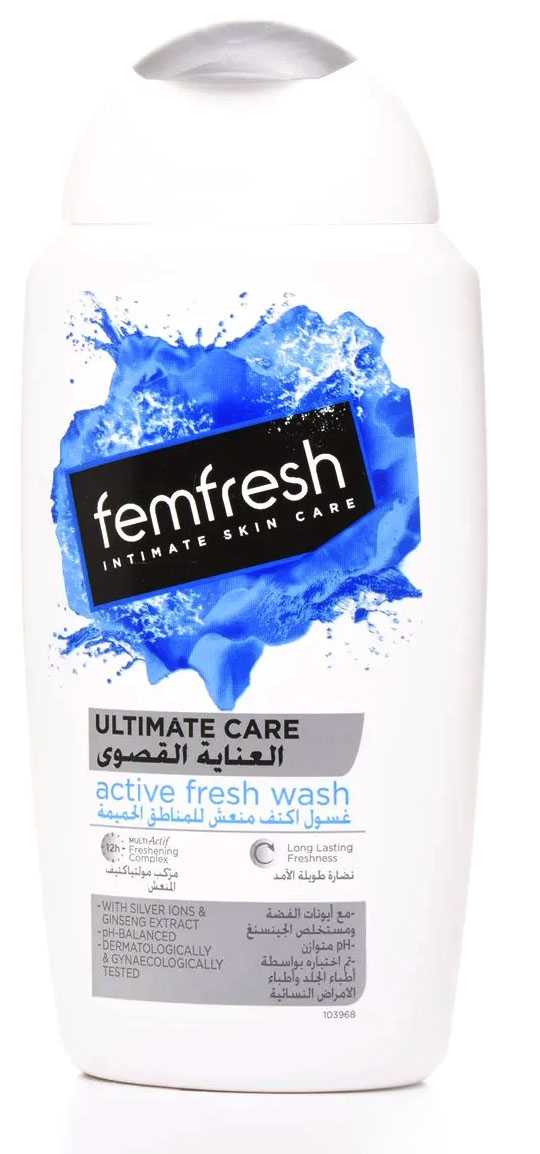 femfresh
INTIMATE SKIN CARE
ULTIMATE CARE
العناية القصوى
active fresh wash
غسول اكتف منعش للمناطق الحميمة
12h
MULTIActif
Freshening
Complex
مركب مولتياكتيف
المنعش
Long Lasting
Freshness
نضارة طويلة الأمد
-WITH SILVER IONS &
GINSENG EXTRACT
-pH-BALANCED
-DERMATOLOGICALLY
& GYNAECOLOGICALLY
TESTED
-مع أيونات الفضة
ومستخلص الجينسنغ
-pH متوازن
-تم اختباره بواسطة
أطباء الجلد وأطباء
الامراض النسائية
103968